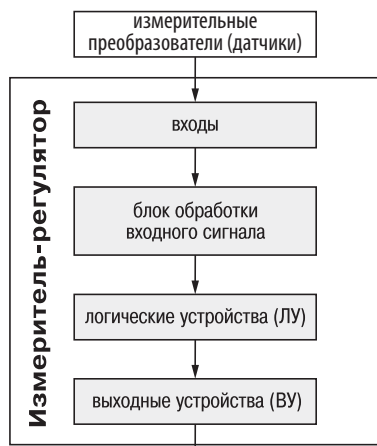 измерительные
преобразователи (датчики)
Измеритель-регулятор
входы
блок обработки
входного сигнала
логические устройства (ЛУ)
выходные устройства (ВУ)